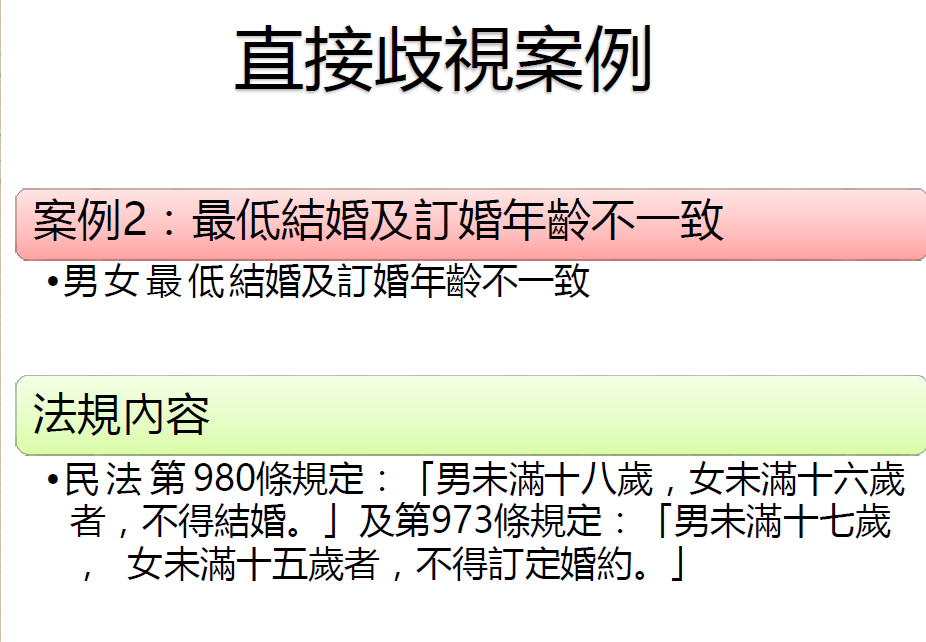 直接歧視案例
案例2：最低結婚及訂婚年齡不一致
•男女最低結婚及訂婚年齡不一致
法規內容
•民法第980條規定：「男未滿十八歲，女未滿十六歲
者，不得結婚。」及第973條規定：「男未滿十七歲
， 女未滿十五歲者，不得訂定婚約。」